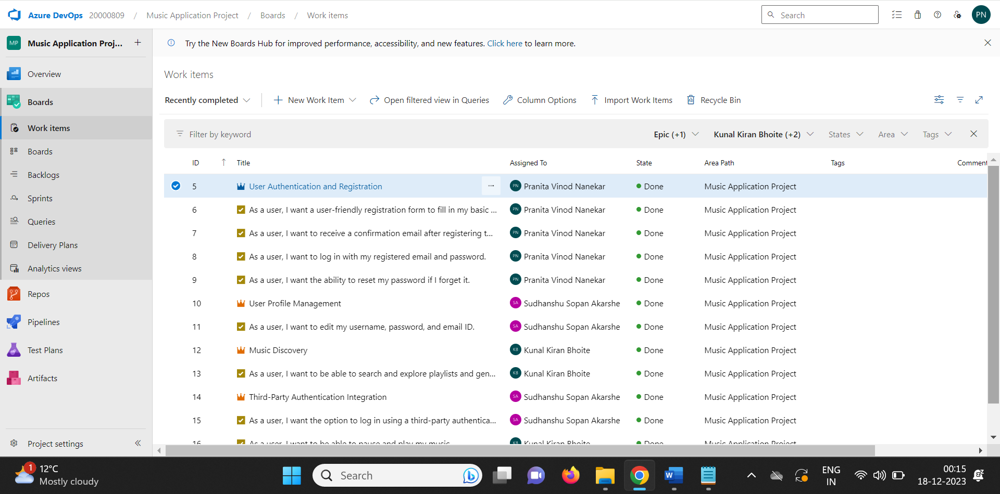 Azure DevOps 20000809 / Music Application Project / Boards / Work items
Search
PN
MP Music Application Proj... +
Overview
Boards
Work items
Boards
Backlogs
Sprints
Queries
Delivery Plans
Analytics views
Repos
Pipelines
Test Plans
Artifacts
Project settings
Try the New Boards Hub for improved performance, accessibility, and new features. Click here to learn more.
Work items
Recently completed New Work Item Open filtered view in Queries Column Options Import Work Items Recycle Bin
Filter by keyword Epic (+1) Kunal Kiran Bhoite (+2) States Area Tags
ID Title Assigned To State Area Path Tags Comment
5 User Authentication and Registration ... PN Pranita Vinod Nanekar Done Music Application Project
6 As a user, I want a user-friendly registration form to fill in my basic ... PN Pranita Vinod Nanekar Done Music Application Project
7 As a user, I want to receive a confirmation email after registering t... PN Pranita Vinod Nanekar Done Music Application Project
8 As a user, I want to log in with my registered email and password. PN Pranita Vinod Nanekar Done Music Application Project
9 As a user, I want the ability to reset my password if I forget it. PN Pranita Vinod Nanekar Done Music Application Project
10 User Profile Management SA Sudhanshu Sopan Akarshe Done Music Application Project
11 As a user, I want to edit my username, password, and email ID. SA Sudhanshu Sopan Akarshe Done Music Application Project
12 Music Discovery KB Kunal Kiran Bhoite Done Music Application Project
13 As a user, I want to be able to search and explore playlists and gen... KB Kunal Kiran Bhoite Done Music Application Project
14 Third-Party Authentication Integration SA Sudhanshu Sopan Akarshe Done Music Application Project
15 As a user, I want the option to log in using a third-party authentica... SA Sudhanshu Sopan Akarshe Done Music Application Project
16 As a user, I want to be able to pause and play my music. KB Kunal Kiran Bhoite Done Music Application Project
1 12°C
Mostly cloudy
Search
ENG
IN
00:15
18-12-2023